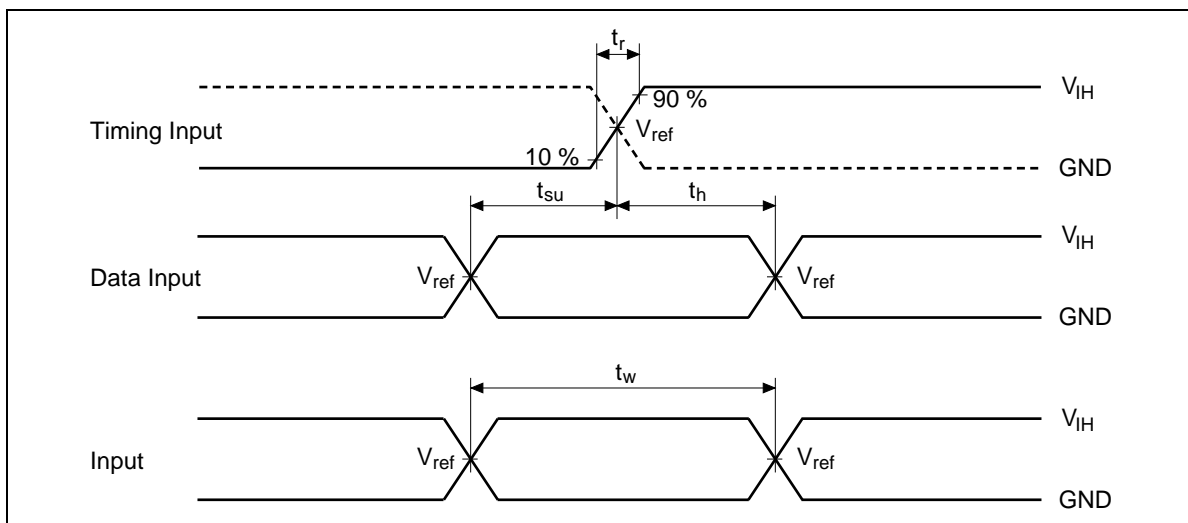 tr
VIH
90 %
Timing Input
Vref
10 %
GND
tsu
th
VIH
Data Input
Vref
Vref
GND
tw
VIH
Input
Vref
Vref
GND